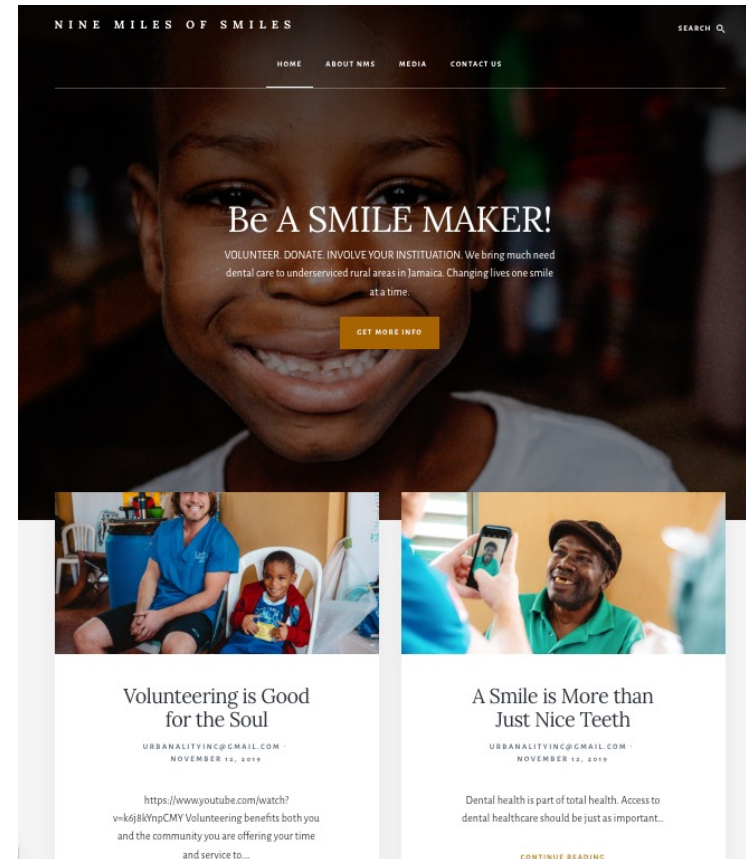 NINE MILES OF SMILES
SEARCH
HOME ABOUT NMS MEDIA CONTACT US
Be A SMILE MAKER!
VOLUNTEER. DONATE. INVOLVE YOUR INSTITUATION. We bring much need
dental care to underserviced rural areas in Jamaica. Changing lives one smile
at a time.
GET MORE INFO
Volunteering is Good
for the Soul
URBANALITYINC@GMAIL.COM ·
NOVEMBER 12, 2019
https://www.youtube.com/watch?
v=k6j8kYnpCMY Volunteering benefits both you
and the community you are offering your time
and service to...
A Smile is More than
Just Nice Teeth
URBANALITYINC@GMAIL.COM ·
NOVEMBER 12, 2019
Dental health is part of total health. Access to
dental healthcare should be just as important...
CONTINUE READING